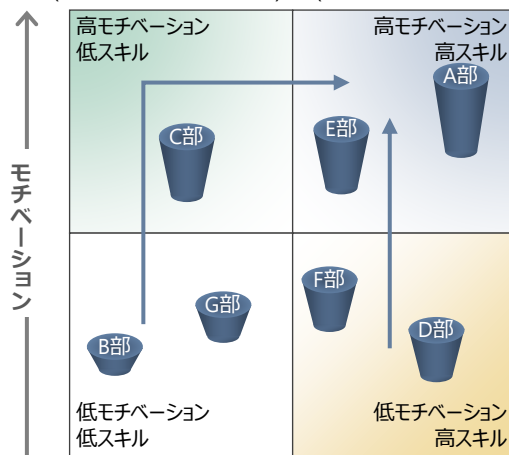 高モチベーション
低スキル
高モチベーション
高スキル
A部
C部
E部
モチベーション
G部
F部
B部
D部
低モチベーション
低スキル
低モチベーション
高スキル